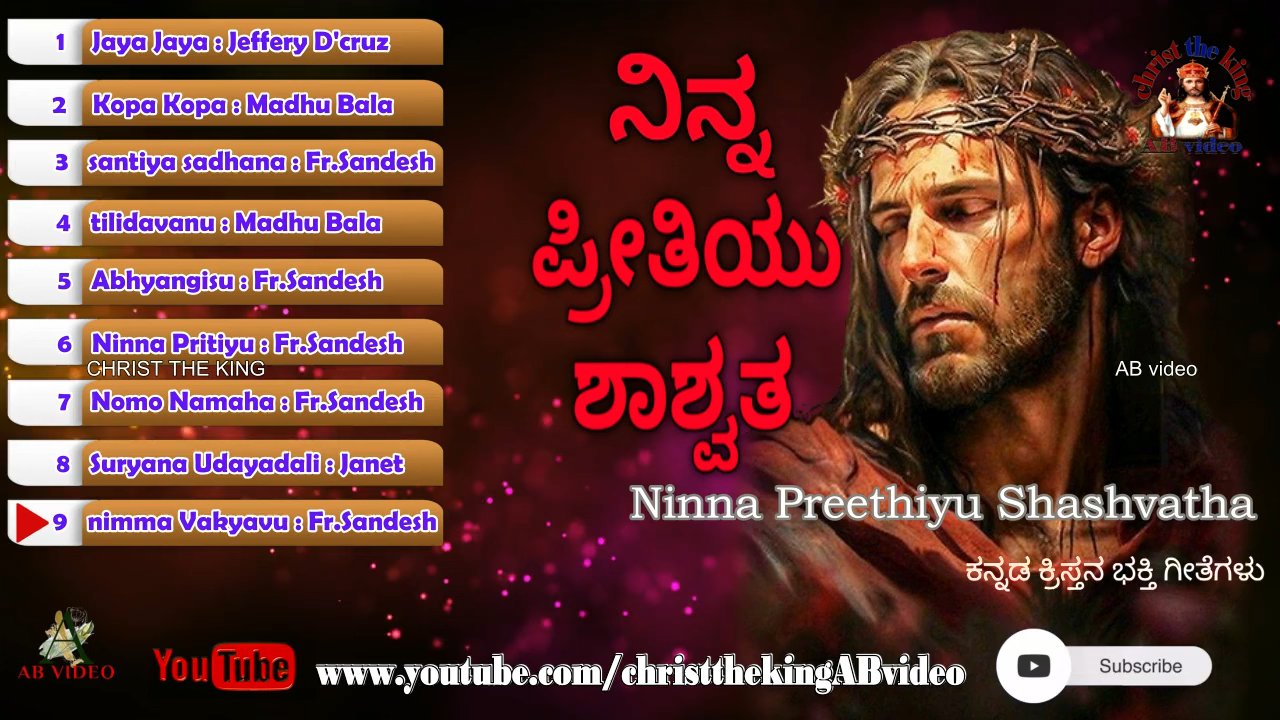 1 Jaya Jaya : Jeffery D'cruz
2 Kopa Kopa : Madhu Bala
3 santiya sadhana : Fr.Sandesh
4 tilidavanu : Madhu Bala
5 Abhyangisu : Fr.Sandesh
6 Ninna Pritiyu : Fr.Sandesh
CHRIST THE KING
7 Nomo Namaha : Fr.Sandesh
8 Suryana Udayadali : Janet
9 nimma Vakyavu : Fr.Sandesh
ನಿನ್ನ
ಪ್ರೀತಿಯು
ಶಾಶ್ವತ
christ the king
AB video
AB video
Ninna Preethiyu Shashvatha
ಕನ್ನಡ ಕ್ರಿಸ್ತನ ಭಕ್ತಿ ಗೀತೆಗಳು
A
AB VIDEO
YouTube
www.youtube.com/christthekingABvideo
Subscribe